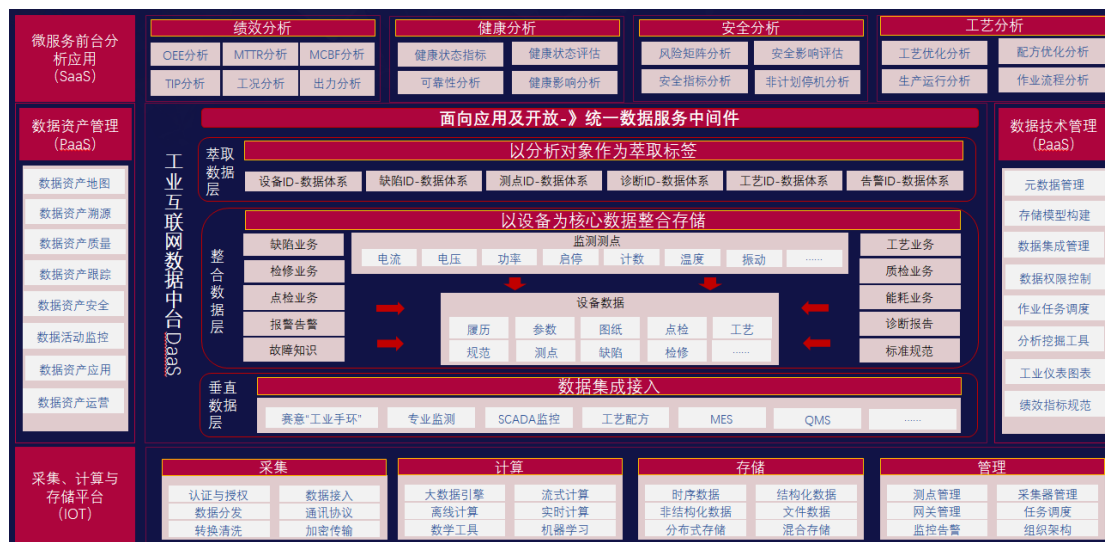 微服务前台分
析应用
（SaaS）
绩效分析
OEE分析
MTTR分析
MCBF分析
TIP分析
工况分析
出力分析
健康分析
健康状态指标
健康状态评估
可靠性分析
健康影响分析
安全分析
风险矩阵分析
安全影响评估
安全指标分析
非计划停机分析
工艺分析
工艺优化分析
配方优化分析
生产运行分析
作业流程分析
数据资产管理
（PaaS）
数据资产地图
数据资产溯源
数据资产质量
数据资产跟踪
数据资产安全
数据活动监控
数据资产应用
数据资产运营
工业互联网数据中台DaaS
面向应用及开放-》统一数据服务中间件
萃取
数据
层
以分析对象作为萃取标签
设备ID-数据体系
缺陷ID-数据体系
测点ID-数据体系
诊断ID-数据体系
工艺ID-数据体系
告警ID-数据体系
整合数据层
以设备为核心数据整合存储
缺陷业务
检修业务
点检业务
报警告警
故障知识
监测测点
电流
电压
功率
启停
计数
温度
振动
......
设备数据
履历
参数
图纸
点检
工艺
规范
测点
缺陷
检修
......
工艺业务
质检业务
能耗业务
诊断报告
标准规范
垂直
数据
层
数据集成接入
赛意“工业手环”
专业监测
SCADA监控
工艺配方
MES
QMS
......
数据技术管理
（PaaS）
元数据管理
存储模型构建
数据集成管理
数据权限控制
作业任务调度
分析挖掘工具
工业仪表图表
绩效指标规范
采集、计算与
存储平台
（IOT）
采集
认证与授权
数据接入
数据分发
通讯协议
转换清洗
加密传输
计算
大数据引擎
流式计算
离线计算
实时计算
数学工具
机器学习
存储
时序数据
结构化数据
非结构化数据
文件数据
分布式存储
混合存储
管理
测点管理
采集器管理
网关管理
任务调度
监控告警
组织架构